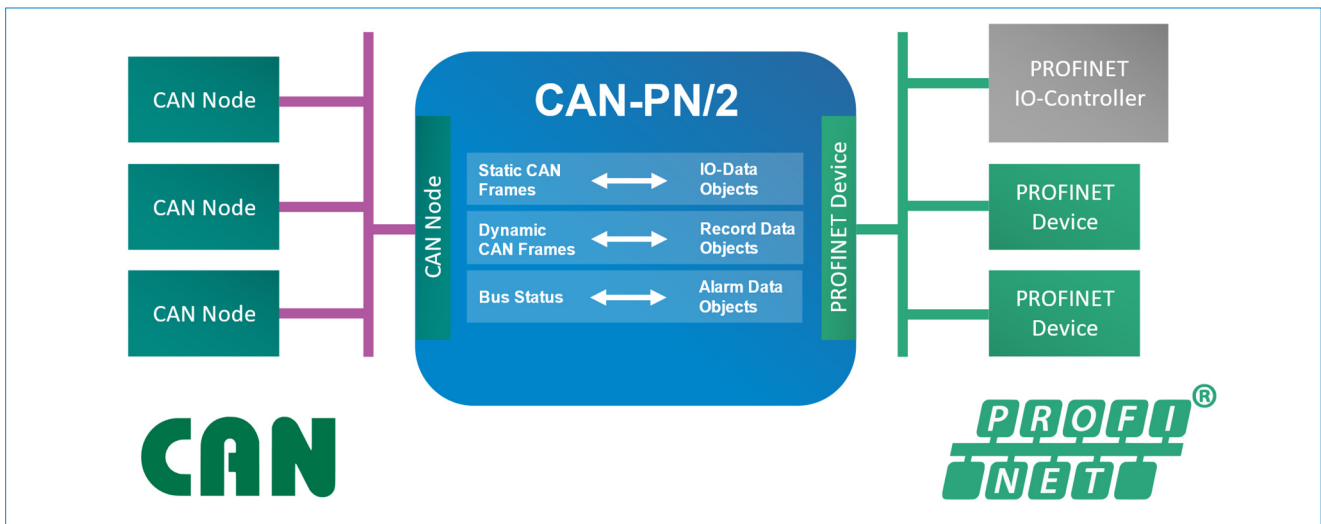 CAN Node
CAN Node
CAN Node
CAN
CAN-PN/2
CAN Node
Static CAN
Frames
IO-Data
Objects
Dynamic
CAN Frames
Record Data
Objects
Bus Status
Alarm Data
Objects
PROFINET Device
PROFINET
IO-Controller
PROFINET
Device
PROFINET
Device
PROFI
NET
®